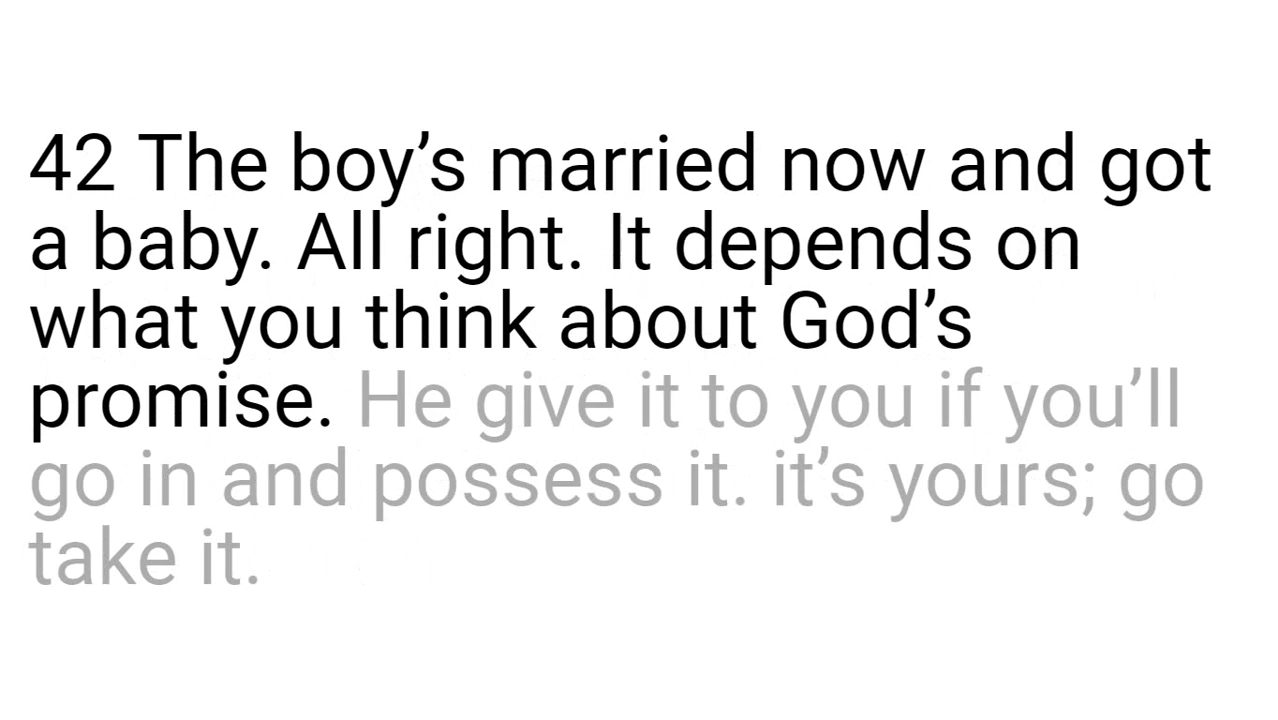 42 The boy’s married now and got
a baby. All right. It depends on
what you think about God’s
promise. He give it to you if you’ll
go in and possess it. it’s yours; go
take it.